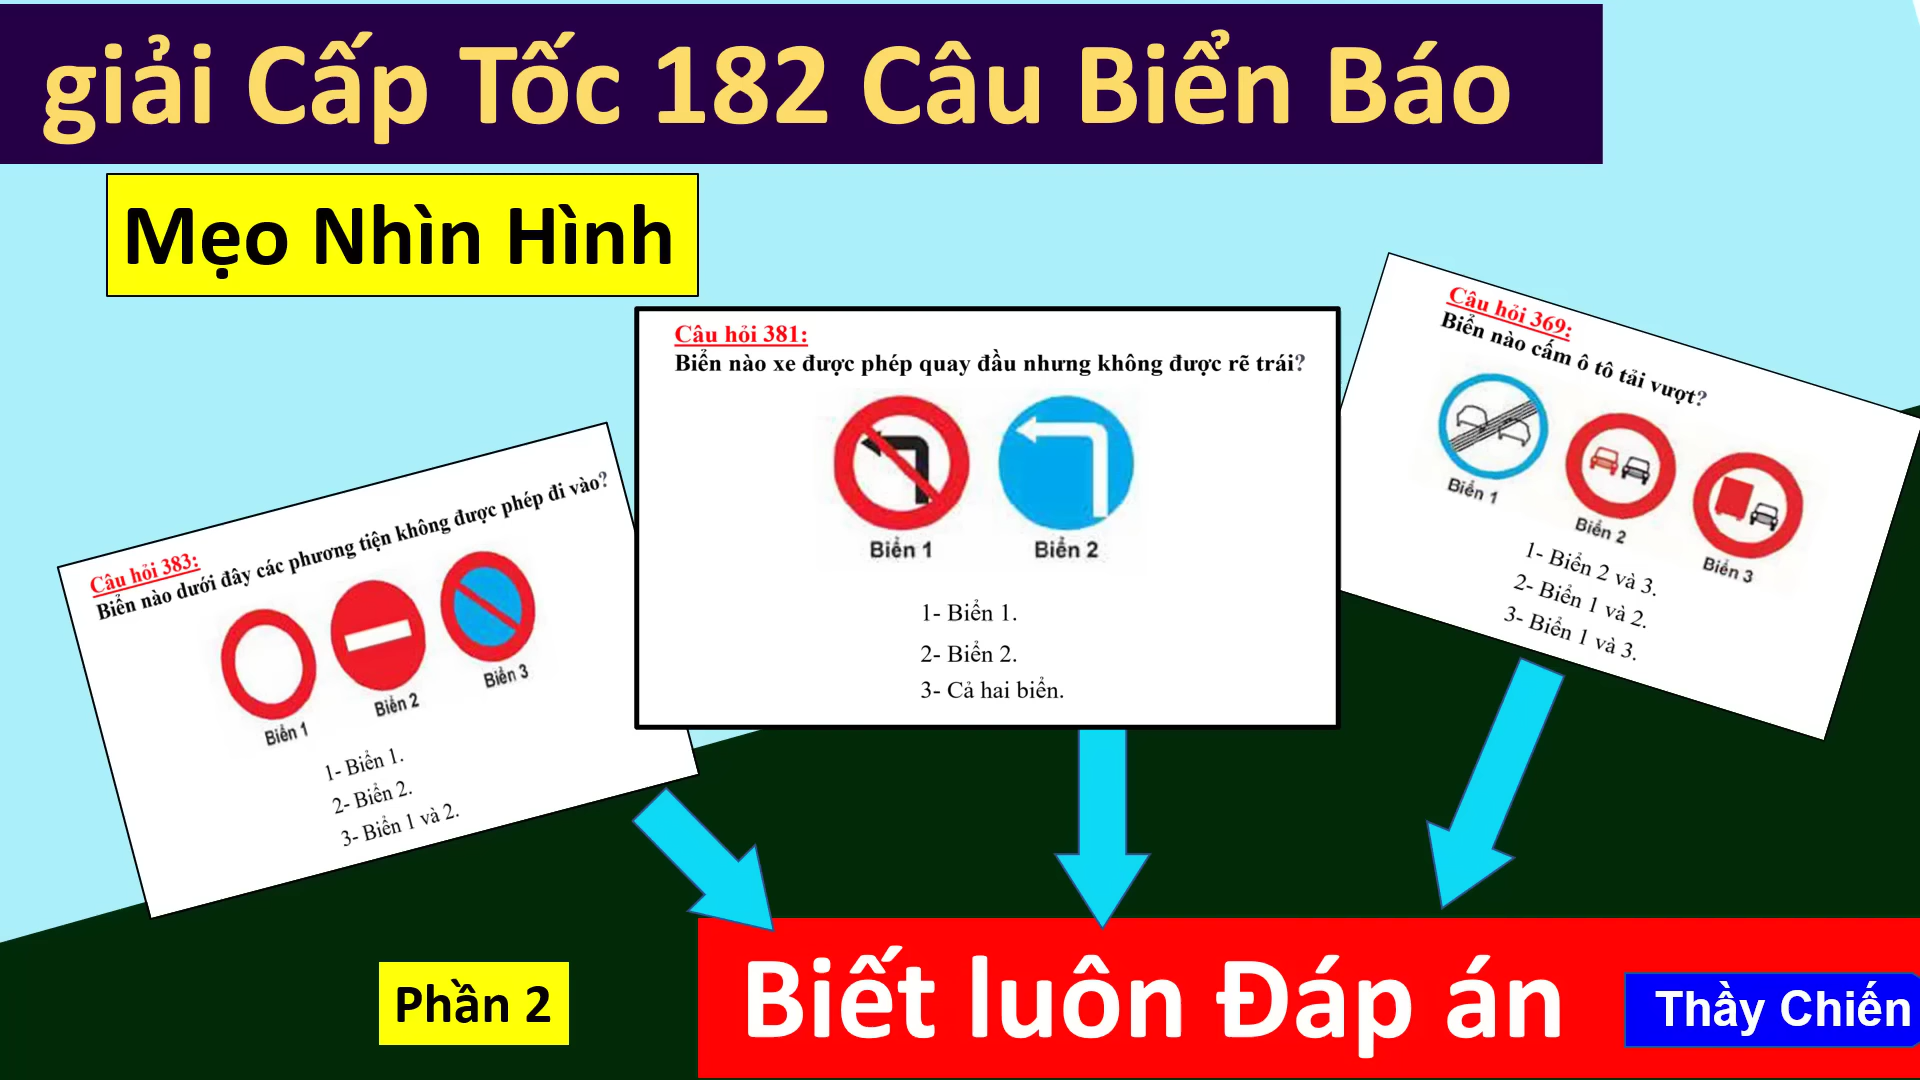 giải Cấp Tốc 182 Câu Biển Báo
Mẹo Nhìn Hình
Câu hỏi 383:
Biển nào dưới đây các phương tiện không được phép đi vào?
Biển 1
Biển 2
Biển 3
1- Biển 1.
2- Biển 2.
3- Biển 1 và 2.
Câu hỏi 381:
Biển nào xe được phép quay đầu nhưng không được rẽ trái?
Biển 1
Biển 2
1- Biển 1.
2- Biển 2.
3- Cả hai biển.
Câu hỏi 369:
Biển nào cấm ô tô tải vượt?
Biển 1
Biển 2
Biển 3
1- Biển 2 và 3.
2- Biển 1 và 2.
3- Biển 1 và 3.
Phần 2
Biết luôn Đáp án
Thầy Chiến